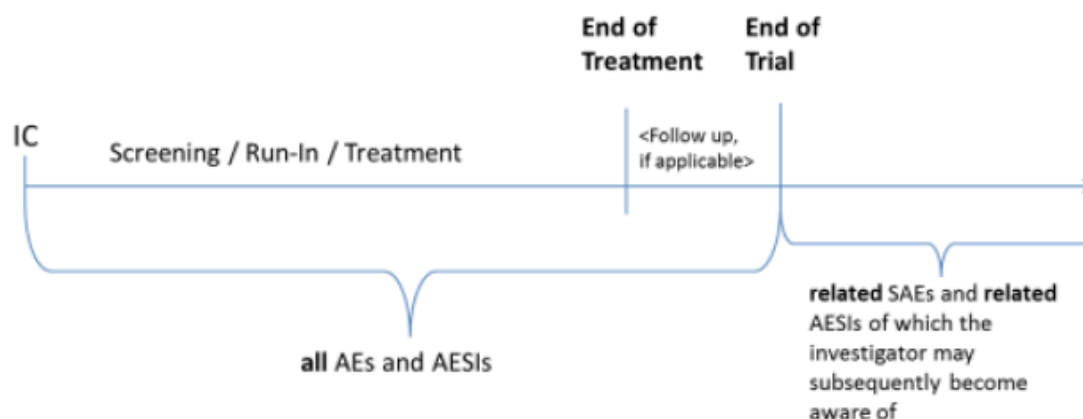 End of
Treatment
End of
Trial
IC
Screening / Run-In / Treatment
<Follow up,
if applicable>
all AEs and AESIs
related SAEs and related
AESIs of which the
investigator may
subsequently become
aware of